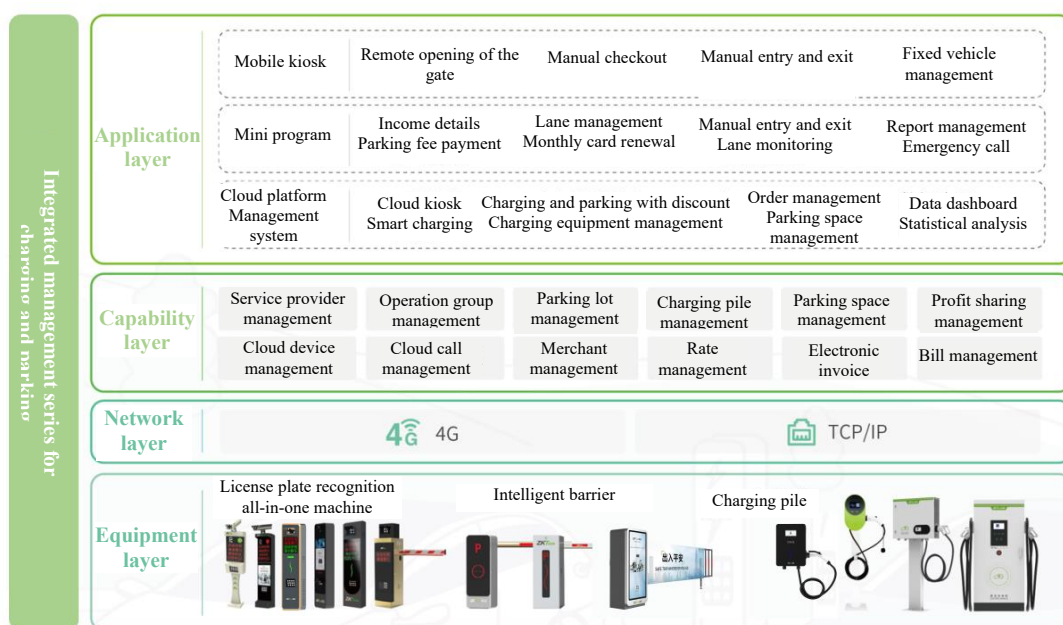 Integrated management series for
charging and parking
Application
layer
Mobile kiosk
Remote opening of the
gate
Manual checkout
Manual entry and exit
Fixed vehicle
management
Mini program
Income details
Parking fee payment
Lane management
Monthly card renewal
Manual entry and exit
Lane monitoring
Report management
Emergency call
Cloud platform
Management
system
Cloud kiosk
Smart charging
Charging and parking with discount
Charging equipment management
Order management
Parking space
management
Data dashboard
Statistical analysis
Capability
layer
Service provider
management
Operation group
management
Parking lot
management
Charging pile
management
Parking space
management
Profit sharing
management
Cloud device
management
Cloud call
management
Merchant
management
Rate
management
Electronic
invoice
Bill management
Network
layer
4G 4G
TCP/IP
Equipment
layer
License plate recognition
all-in-one machine
Intelligent barrier
Charging pile
P
出入平安